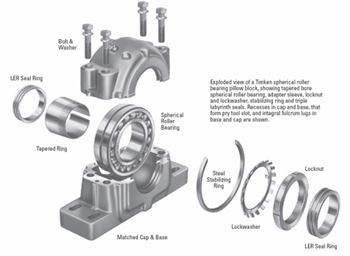 Bolt &
Washer
LER Seal Ring
Tapered Ring
Spherical
Roller
Bearing
Matched Cap & Base
Exploded view of a Timken spherical roller
bearing pillow block, showing tapered bore
spherical roller bearing, adapter sleeve, locknut
and lockwasher, stabilizing ring and triple
labyrinth seals. Recasses in cap and base, that
form pry tool slot, and integral fulcrum lugs in
base and cap are shown.
Steel
Stabilizing
Ring
Lockwasher
Locknut
LER Seal Ring